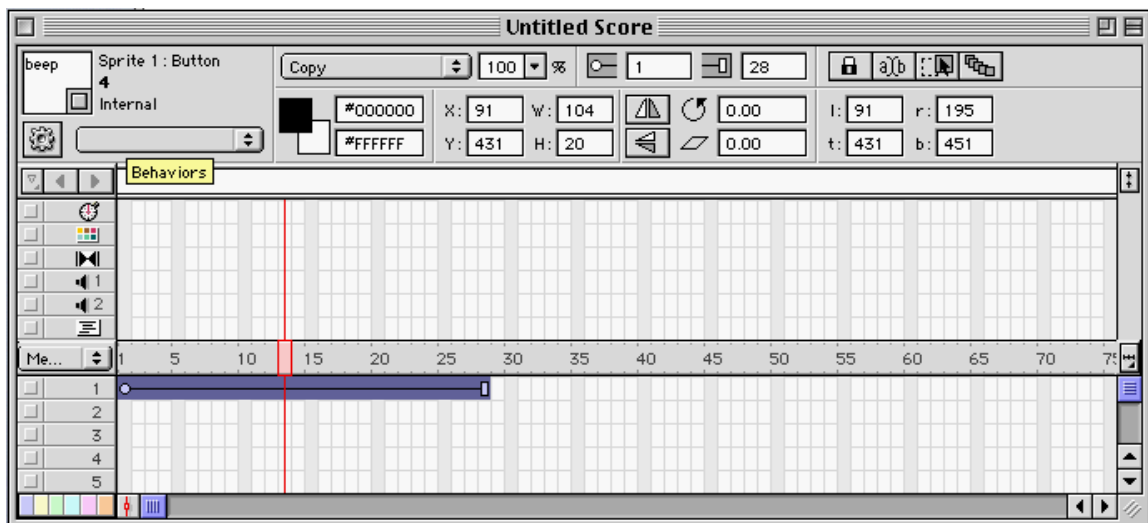 Untitled Score
beep
Sprite 1 : Button
4
Internal
Copy
100 %
1
28
#000000
#FFFFFF
X: 91 W: 104
Y: 431 H: 20
0.00
0.00
l: 91 r: 195
t: 431 b: 451
Behaviors
1
2
Me... 1 5 10 15 20 25 30 35 40 45 50 55 60 65 70 75
1
2
3
4
5